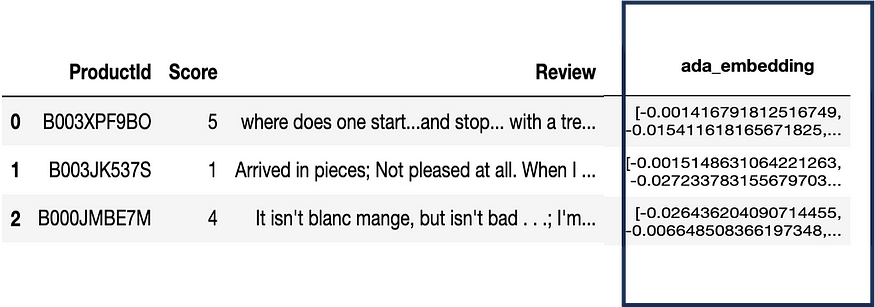 ProductId Score Review ada_embedding
0 B003XPF9BO 5 where does one start...and stop... with a tre... [-0.001416791812516749,
-0.015411618165671825,...
1 B003JK537S 1 Arrived in pieces; Not pleased at all. When I ... [-0.0015148631064221263,
-0.027233783155679703...
2 B000JMBE7M 4 It isn't blanc mange, but isn't bad . . .; I'm... [-0.026436204090714455,
-0.006648508366197348,...